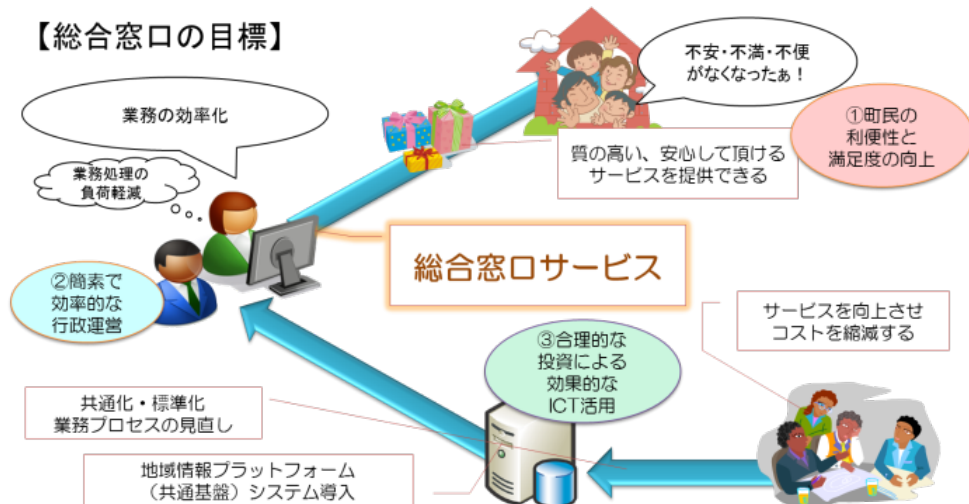 【総合窓口の目標】
不安・不満・不便
がなくなったぁ！
業務の効率化
①町民の
利便性と
満足度の向上
質の高い、安心して頂ける
サービスを提供できる
業務処理の
負荷軽減
総合窓口サービス
②簡素で
効率的な
行政運営
サービスを向上させ
コストを縮減する
③合理的な
投資による
効果的な
ICT活用
共通化・標準化
業務プロセスの見直し
地域情報プラットフォーム
（共通基盤）システム導入